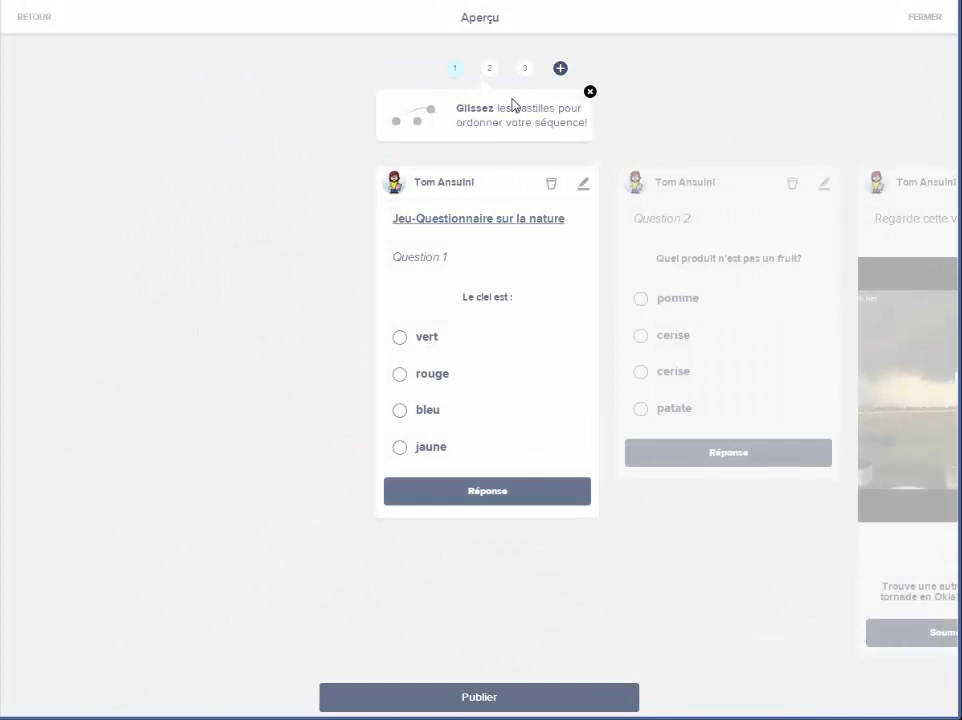 RETOUR
Aperçu
FERMER
1
2
3
Glissez les pastilles pour
ordonner votre séquence!
Tom Ansuini
Jeu-Questionnaire sur la nature
Question 1
Le ciel est :
vert
rouge
bleu
jaune
Réponse
Tom Ansuini
Question 2
Quel produit n'est pas un fruit?
pomme
cerise
cerise
patate
Réponse
Tom Ansuini
Regarde cette v
Trouve une autr
tornade en Okla
Soume
Publier